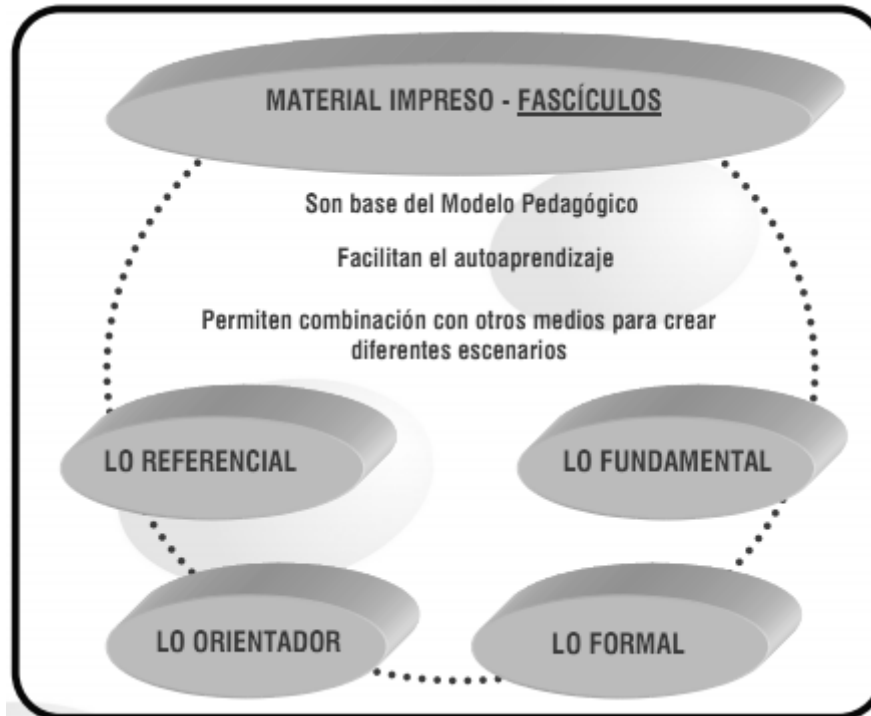 MATERIAL IMPRESO - FASCÍCULOS
Son base del Modelo Pedagógico
Facilitan el autoaprendizaje
Permiten combinación con otros medios para crear
diferentes escenarios
LO REFERENCIAL
LO FUNDAMENTAL
LO ORIENTADOR
LO FORMAL